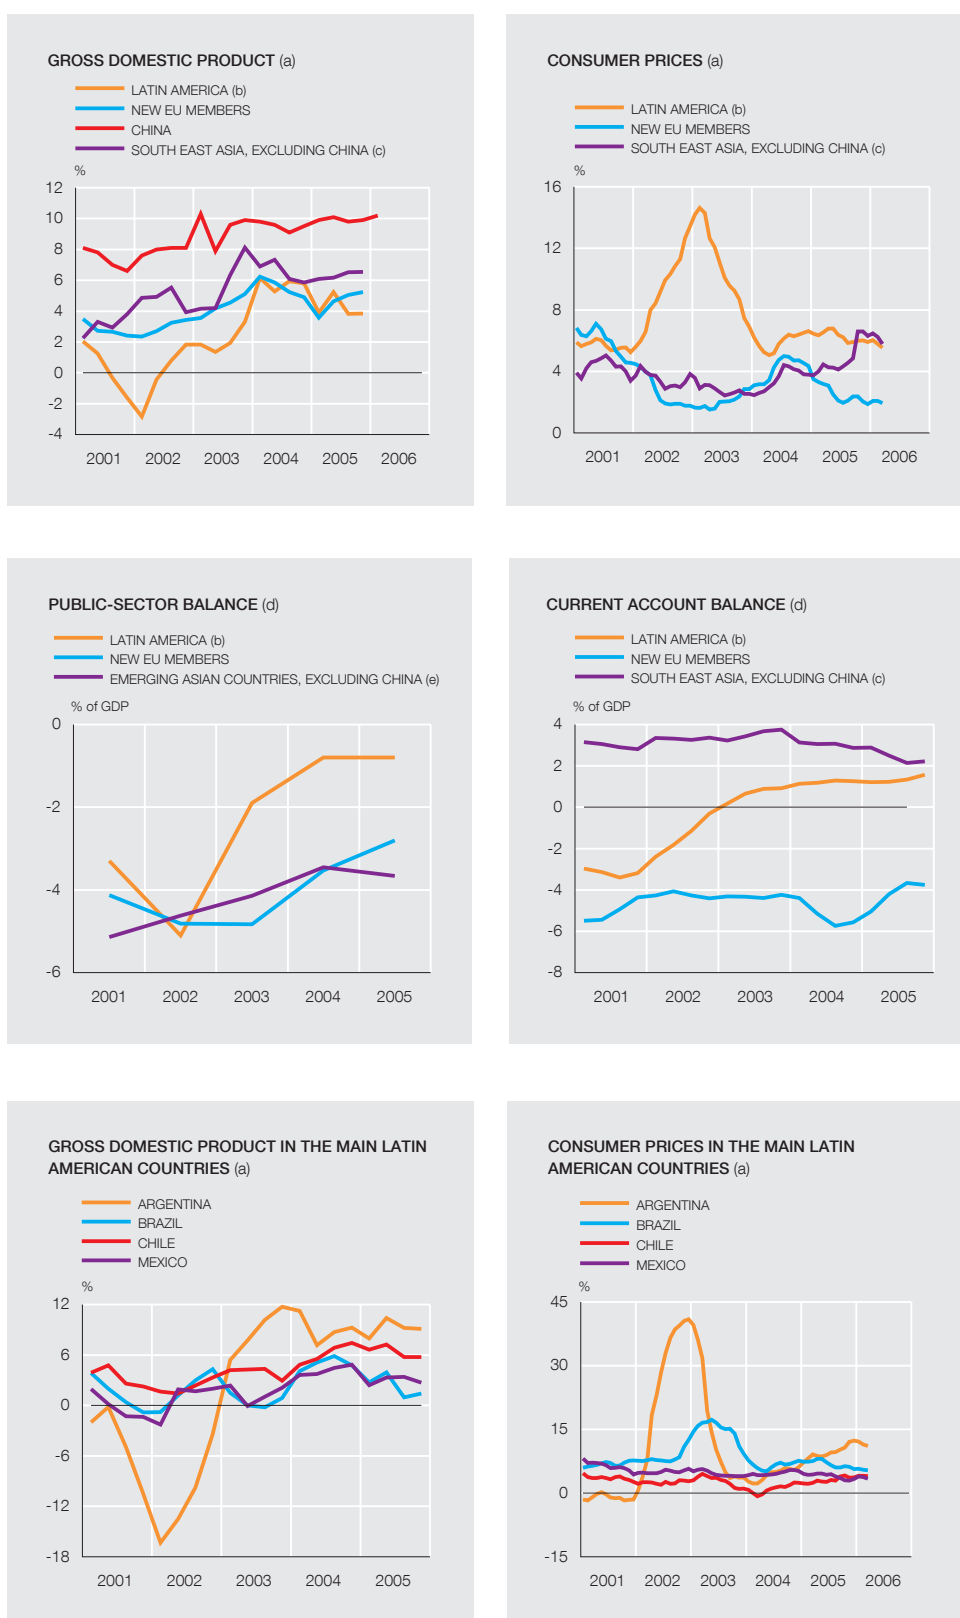 GROSS DOMESTIC PRODUCT (a)
LATIN AMERICA (b)
NEW EU MEMBERS
CHINA
SOUTH EAST ASIA, EXCLUDING CHINA (c)
%
12
10
8
6
4
2
0
-2
-4
2001 2002 2003 2004 2005 2006
CONSUMER PRICES (a)
LATIN AMERICA (b)
NEW EU MEMBERS
SOUTH EAST ASIA, EXCLUDING CHINA (c)
%
16
12
8
4
0
2001 2002 2003 2004 2005 2006
PUBLIC-SECTOR BALANCE (d)
LATIN AMERICA (b)
NEW EU MEMBERS
EMERGING ASIAN COUNTRIES, EXCLUDING CHINA (e)
% of GDP
0
-2
-4
-6
2001 2002 2003 2004 2005
CURRENT ACCOUNT BALANCE (d)
LATIN AMERICA (b)
NEW EU MEMBERS
SOUTH EAST ASIA, EXCLUDING CHINA (c)
% of GDP
4
2
0
-2
-4
-6
-8
2001 2002 2003 2004 2005
GROSS DOMESTIC PRODUCT IN THE MAIN LATIN
AMERICAN COUNTRIES (a)
ARGENTINA
BRAZIL
CHILE
MEXICO
%
12
6
0
-6
-12
-18
2001 2002 2003 2004 2005
CONSUMER PRICES IN THE MAIN LATIN
AMERICAN COUNTRIES (a)
ARGENTINA
BRAZIL
CHILE
MEXICO
%
45
30
15
0
-15
2001 2002 2003 2004 2005 2006